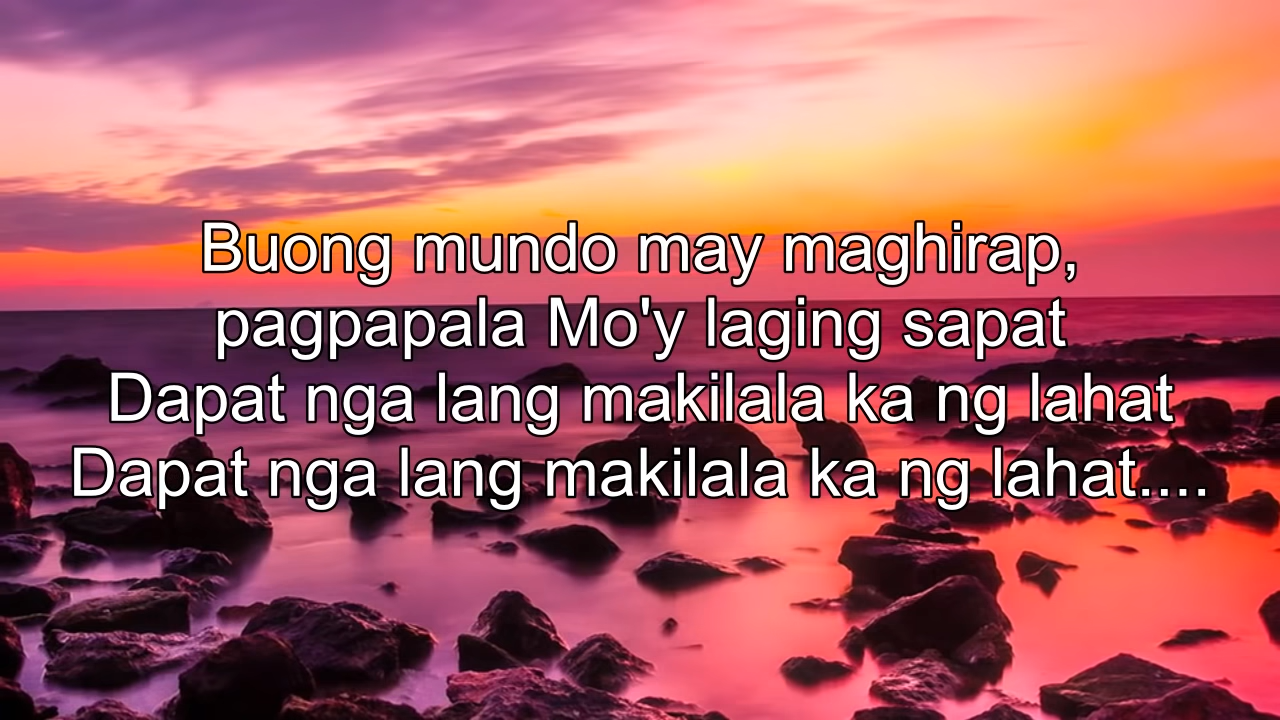 Buong mundo may maghirap,
pagpapala Mo'y laging sapat
Dapat nga lang makilala ka ng lahat
Dapat nga lang makilala ka ng lahat....